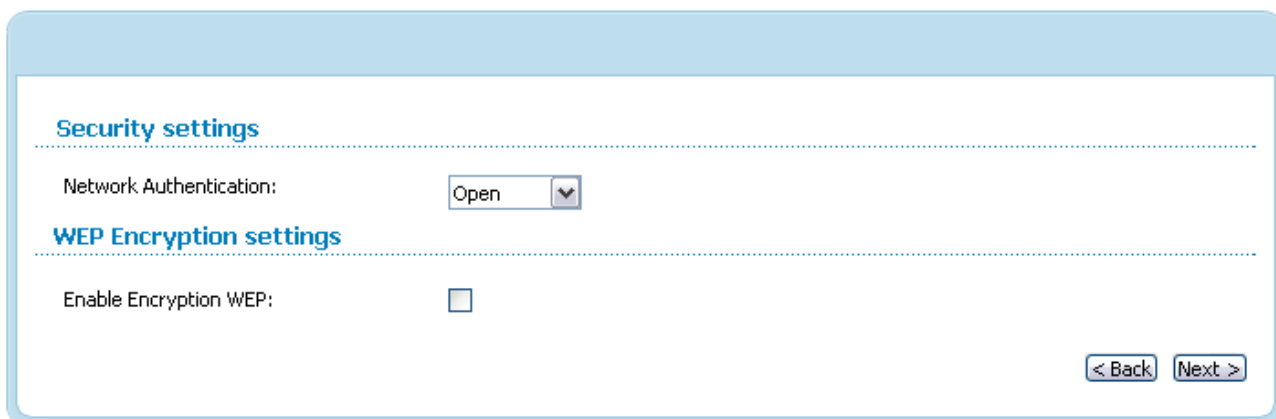 Security settings
Network Authentication: Open
WEP Encryption settings
Enable Encryption WEP:
< Back Next >